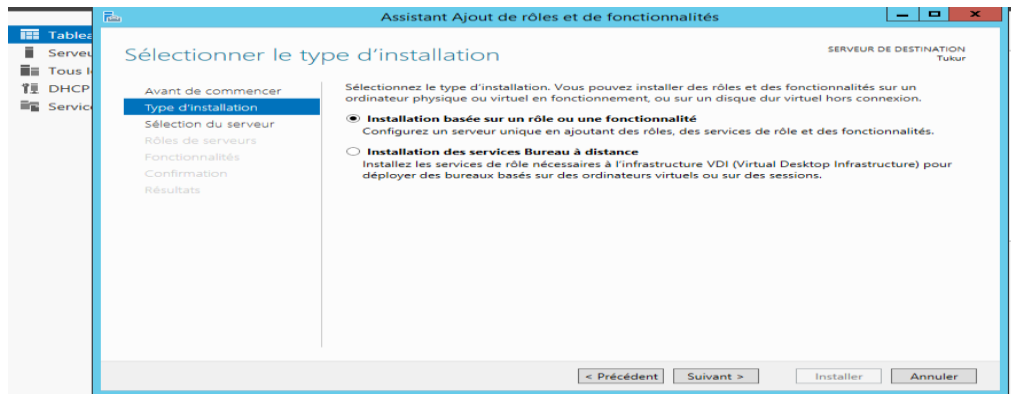 Assistant Ajout de rôles et de fonctionnalités
Tablea
Serveu
Tous l
DHCP
Servic
Sélectionner le type d'installation
SERVEUR DE DESTINATION
Tukur
Avant de commencer
Type d'installation
Sélection du serveur
Rôles de serveurs
Fonctionnalités
Confirmation
Résultats
Sélectionnez le type d'installation. Vous pouvez installer des rôles et des fonctionnalités sur un
ordinateur physique ou virtuel en fonctionnement, ou sur un disque dur virtuel hors connexion.
Installation basée sur un rôle ou une fonctionnalité
Configurez un serveur unique en ajoutant des rôles, des services de rôle et des fonctionnalités.
Installation des services Bureau à distance
Installez les services de rôle nécessaires à l'infrastructure VDI (Virtual Desktop Infrastructure) pour
déployer des bureaux basés sur des ordinateurs virtuels ou sur des sessions.
< Précédent
Suivant >
Installer
Annuler